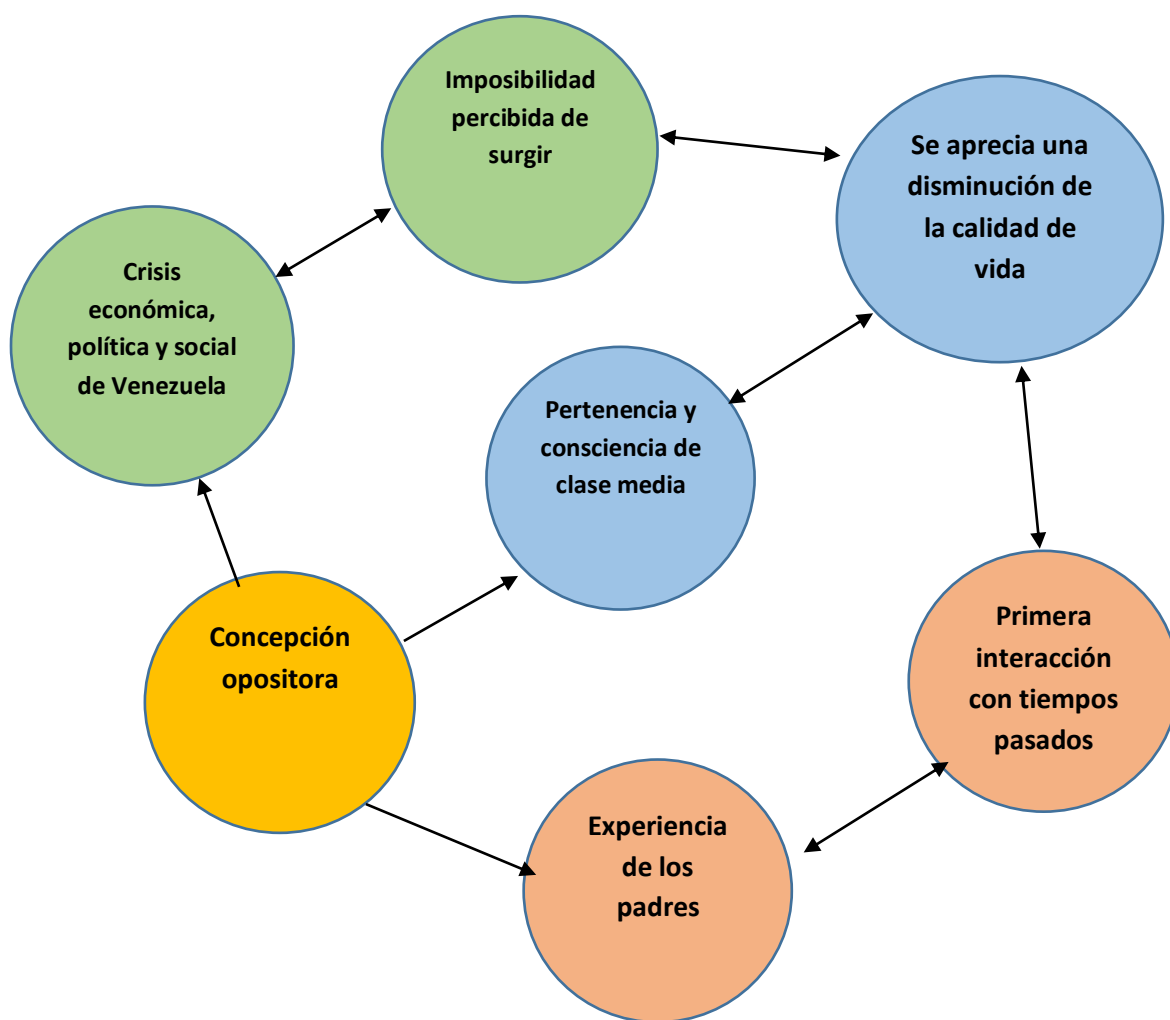 Imposibilidad
percibida de
surgir
Se aprecia una
disminución de
la calidad de
vida
Crisis
económica,
política y social
de Venezuela
Pertenencia y
consciencia de
clase media
Concepción
opositora
Primera
interacción
con tiempos
pasados
Experiencia
de los
padres